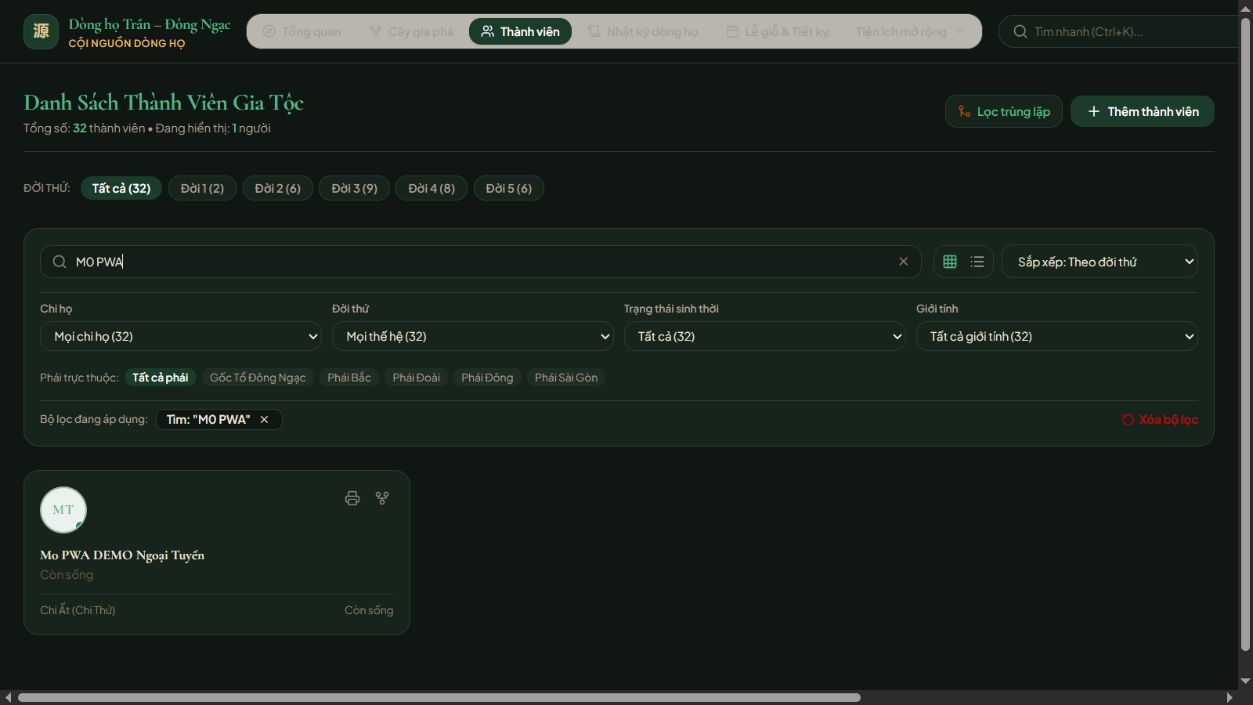 源
Dòng họ Trần – Đông Ngạc
CỘI NGUỒN DÒNG HỌ
Tổng quan
Cây gia phả
Thành viên
Nhật ký dòng họ
Lễ giỗ & Tiết kỵ
Tiện ích mở rộng
Tìm nhanh (Ctrl+K)...
Danh Sách Thành Viên Gia Tộc
Tổng số: 32 thành viên • Đang hiển thị: 1 người
Lọc trùng lặp
Thêm thành viên
ĐỜI THỨ:
Tất cả (32)
Đời 1 (2)
Đời 2 (6)
Đời 3 (9)
Đời 4 (8)
Đời 5 (6)
M0 PWA
Sắp xếp: Theo đời thứ
Chi họ
Đời thứ
Trạng thái sinh thời
Giới tính
Mọi chi họ (32)
Mọi thế hệ (32)
Tất cả (32)
Tất cả giới tính (32)
Phái trực thuộc:
Tất cả phái
Gốc Tổ Đông Ngạc
Phái Bắc
Phái Đoài
Phái Đông
Phái Sài Gòn
Bộ lọc đang áp dụng:
Tìm: "M0 PWA"
Xóa bộ lọc
MT
M0 PWA DEMO Ngoại Tuyến
Còn sống
Chi Ất (Chi Thứ)
Còn sống